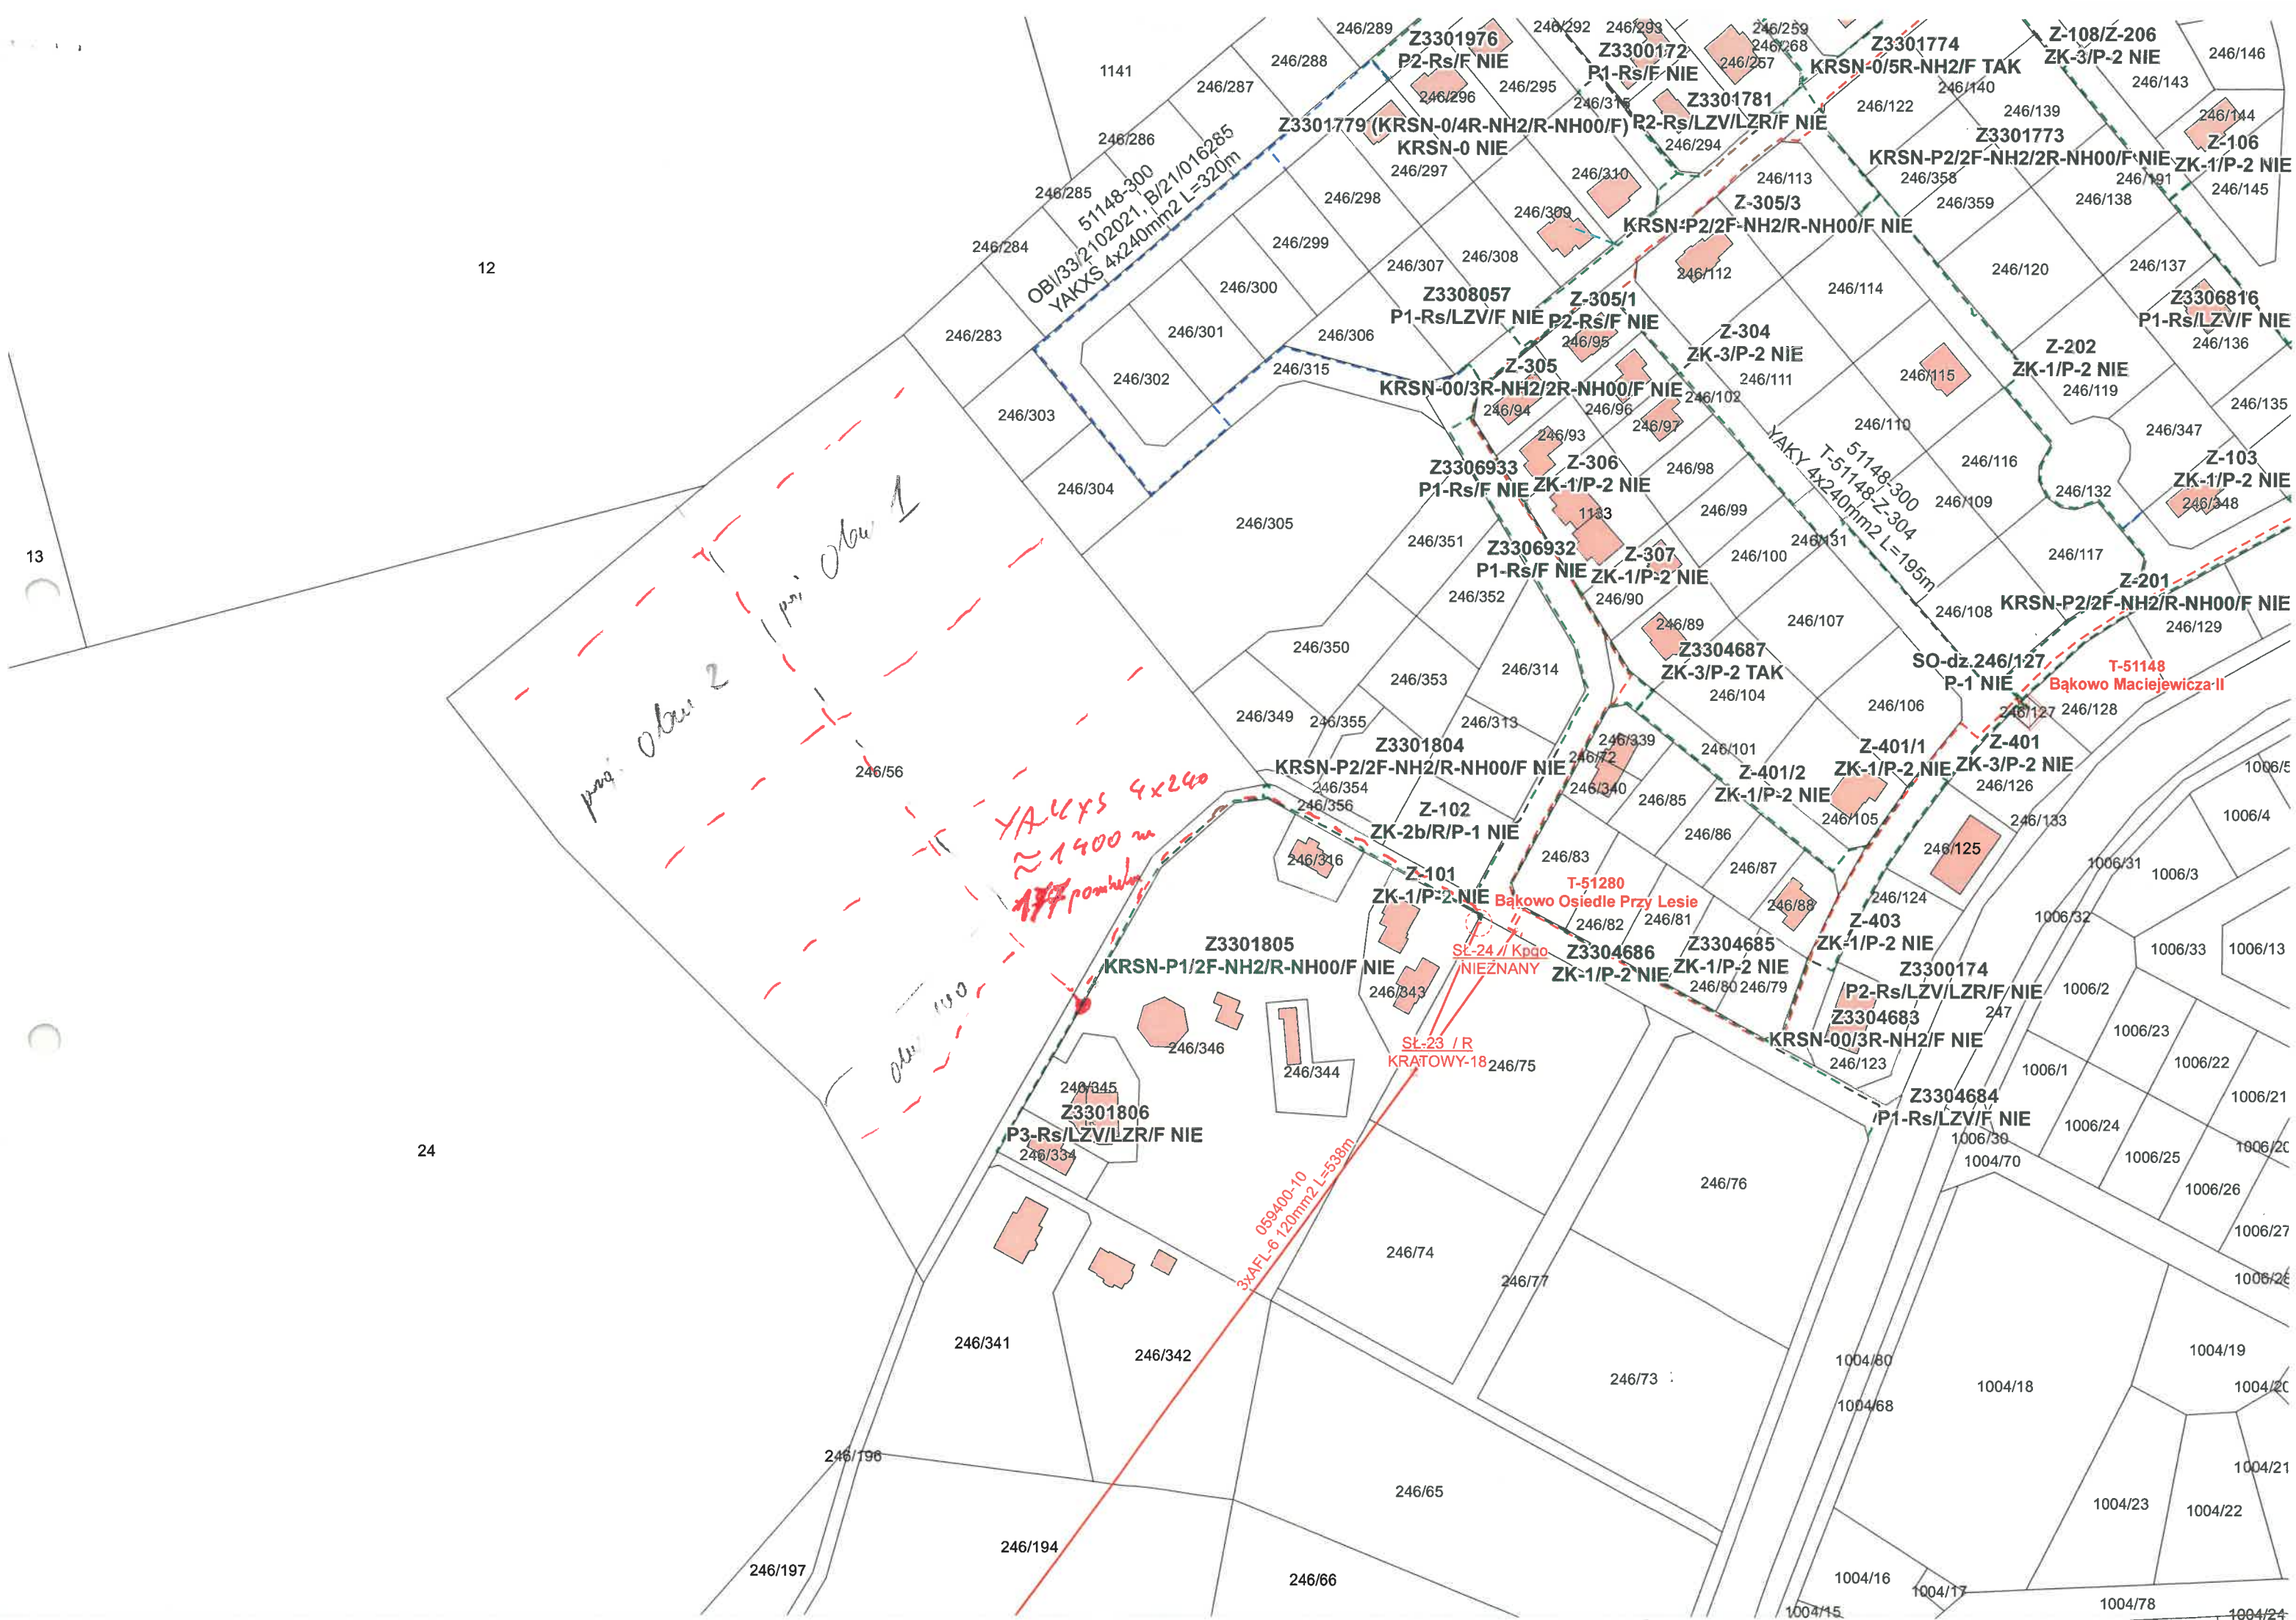 246/289
Z3301976
P2-Rs/F NIE
246/292
246/293
Z3300172
P1-Rs/F NIE
246/259
246/268
246/257
Z3301774
KRSN-0/5R-NH2/F TAK
Z-108/Z-206
ZK-3/P-2 NIE
246/146
246/143
1141
246/288
246/287
246/296
246/295
Z3301781
P2-Rs/LZV/LZR/F NIE
246/122
246/140
246/139
246/144
Z-106
ZK-1/P-2 NIE
246/286
Z3301779 (KRSN-0/4R-NH2/R-NH00/F)
KRSN-0 NIE
246/294
Z3301773
KRSN-P2/2F-NH2/2R-NH00/F NIE
246/285
51148-300
OBI/33/2102021, B/21/016285
YAKXS 4x240mm2 L=320m
246/297
246/310
246/113
246/358
246/191
246/145
246/298
246/309
Z-305/3
KRSN-P2/2F-NH2/R-NH00/F NIE
246/359
246/138
246/284
246/299
246/308
246/307
246/112
246/120
246/137
12
246/300
Z3308057
P1-Rs/LZV/F NIE
Z-305/1
P2-Rs/F NIE
246/114
Z3306816
P1-Rs/LZV/F NIE
246/136
246/283
246/301
246/306
246/95
Z-304
ZK-3/P-2 NIE
Z-202
ZK-1/P-2 NIE
246/302
246/315
Z-305
KRSN-00/3R-NH2/2R-NH00/F NIE
246/111
246/115
246/119
246/303
246/94
246/96
246/102
246/135
246/93
246/97
246/110
246/347
246/304
Z3306933
P1-Rs/F NIE
Z-306
ZK-1/P-2 NIE
246/98
51148-300
T-51148-Z-304
YAKY 4x240mm2 L=195m
246/116
Z-103
ZK-1/P-2 NIE
246/348
246/305
1133
246/99
246/109
246/132
13
246/351
Z3306932
P1-Rs/F NIE
Z-307
ZK-1/P-2 NIE
246/100
246/131
246/117
246/352
246/90
Z-201
KRSN-P2/2F-NH2/R-NH00/F NIE
246/89
246/107
246/108
246/129
246/350
246/314
Z3304687
ZK-3/P-2 TAK
SO-dz.246/127
P-1 NIE
T-51148
Bąkowo Maciejewicza II
246/353
246/104
246/349
246/355
246/313
246/106
246/127
246/128
Z3301804
KRSN-P2/2F-NH2/R-NH00/F NIE
246/339
246/72
246/101
Z-401/1
ZK-1/P-2 NIE
Z-401
ZK-3/P-2 NIE
246/56
246/354
246/356
246/340
246/85
Z-401/2
ZK-1/P-2 NIE
246/126
1006/5
Z-102
ZK-2b/R/P-1 NIE
246/86
246/105
246/133
1006/4
YAKXS 4x240
≈ 1400 m
246/316
246/83
246/87
246/125
1006/31
1006/3
Z-101
ZK-1/P-2 NIE
T-51280
Bąkowo Osiedle Przy Lesie
246/88
246/124
1006/32
246/82
246/81
Z-403
ZK-1/P-2 NIE
1006/33
1006/13
Z3301805
KRSN-P1/2F-NH2/R-NH00/F NIE
SŁ-24 // Kpgo
NIEZNANY
Z3304686
ZK-1/P-2 NIE
Z3304685
ZK-1/P-2 NIE
Z3300174
P2-Rs/LZV/LZR/F NIE
246/343
246/80
246/79
1006/2
247
246/346
SŁ-23 / R
KRATOWY-18
Z3304683
KRSN-00/3R-NH2/F NIE
1006/23
246/344
246/75
246/123
1006/1
1006/22
246/345
Z3301806
P3-Rs/LZV/LZR/F NIE
Z3304684
P1-Rs/LZV/F NIE
1006/21
1006/24
246/334
1006/30
1004/70
1006/25
24
059400-10
3xAFL-6 120mm2 L=538m
246/76
1006/26
246/74
1006/27
246/77
246/341
246/342
1004/80
1004/19
246/73
1004/18
1004/68
246/196
246/65
1004/21
1004/23
1004/22
246/194
246/197
246/66
1004/16
1004/17
1004/15
1004/78